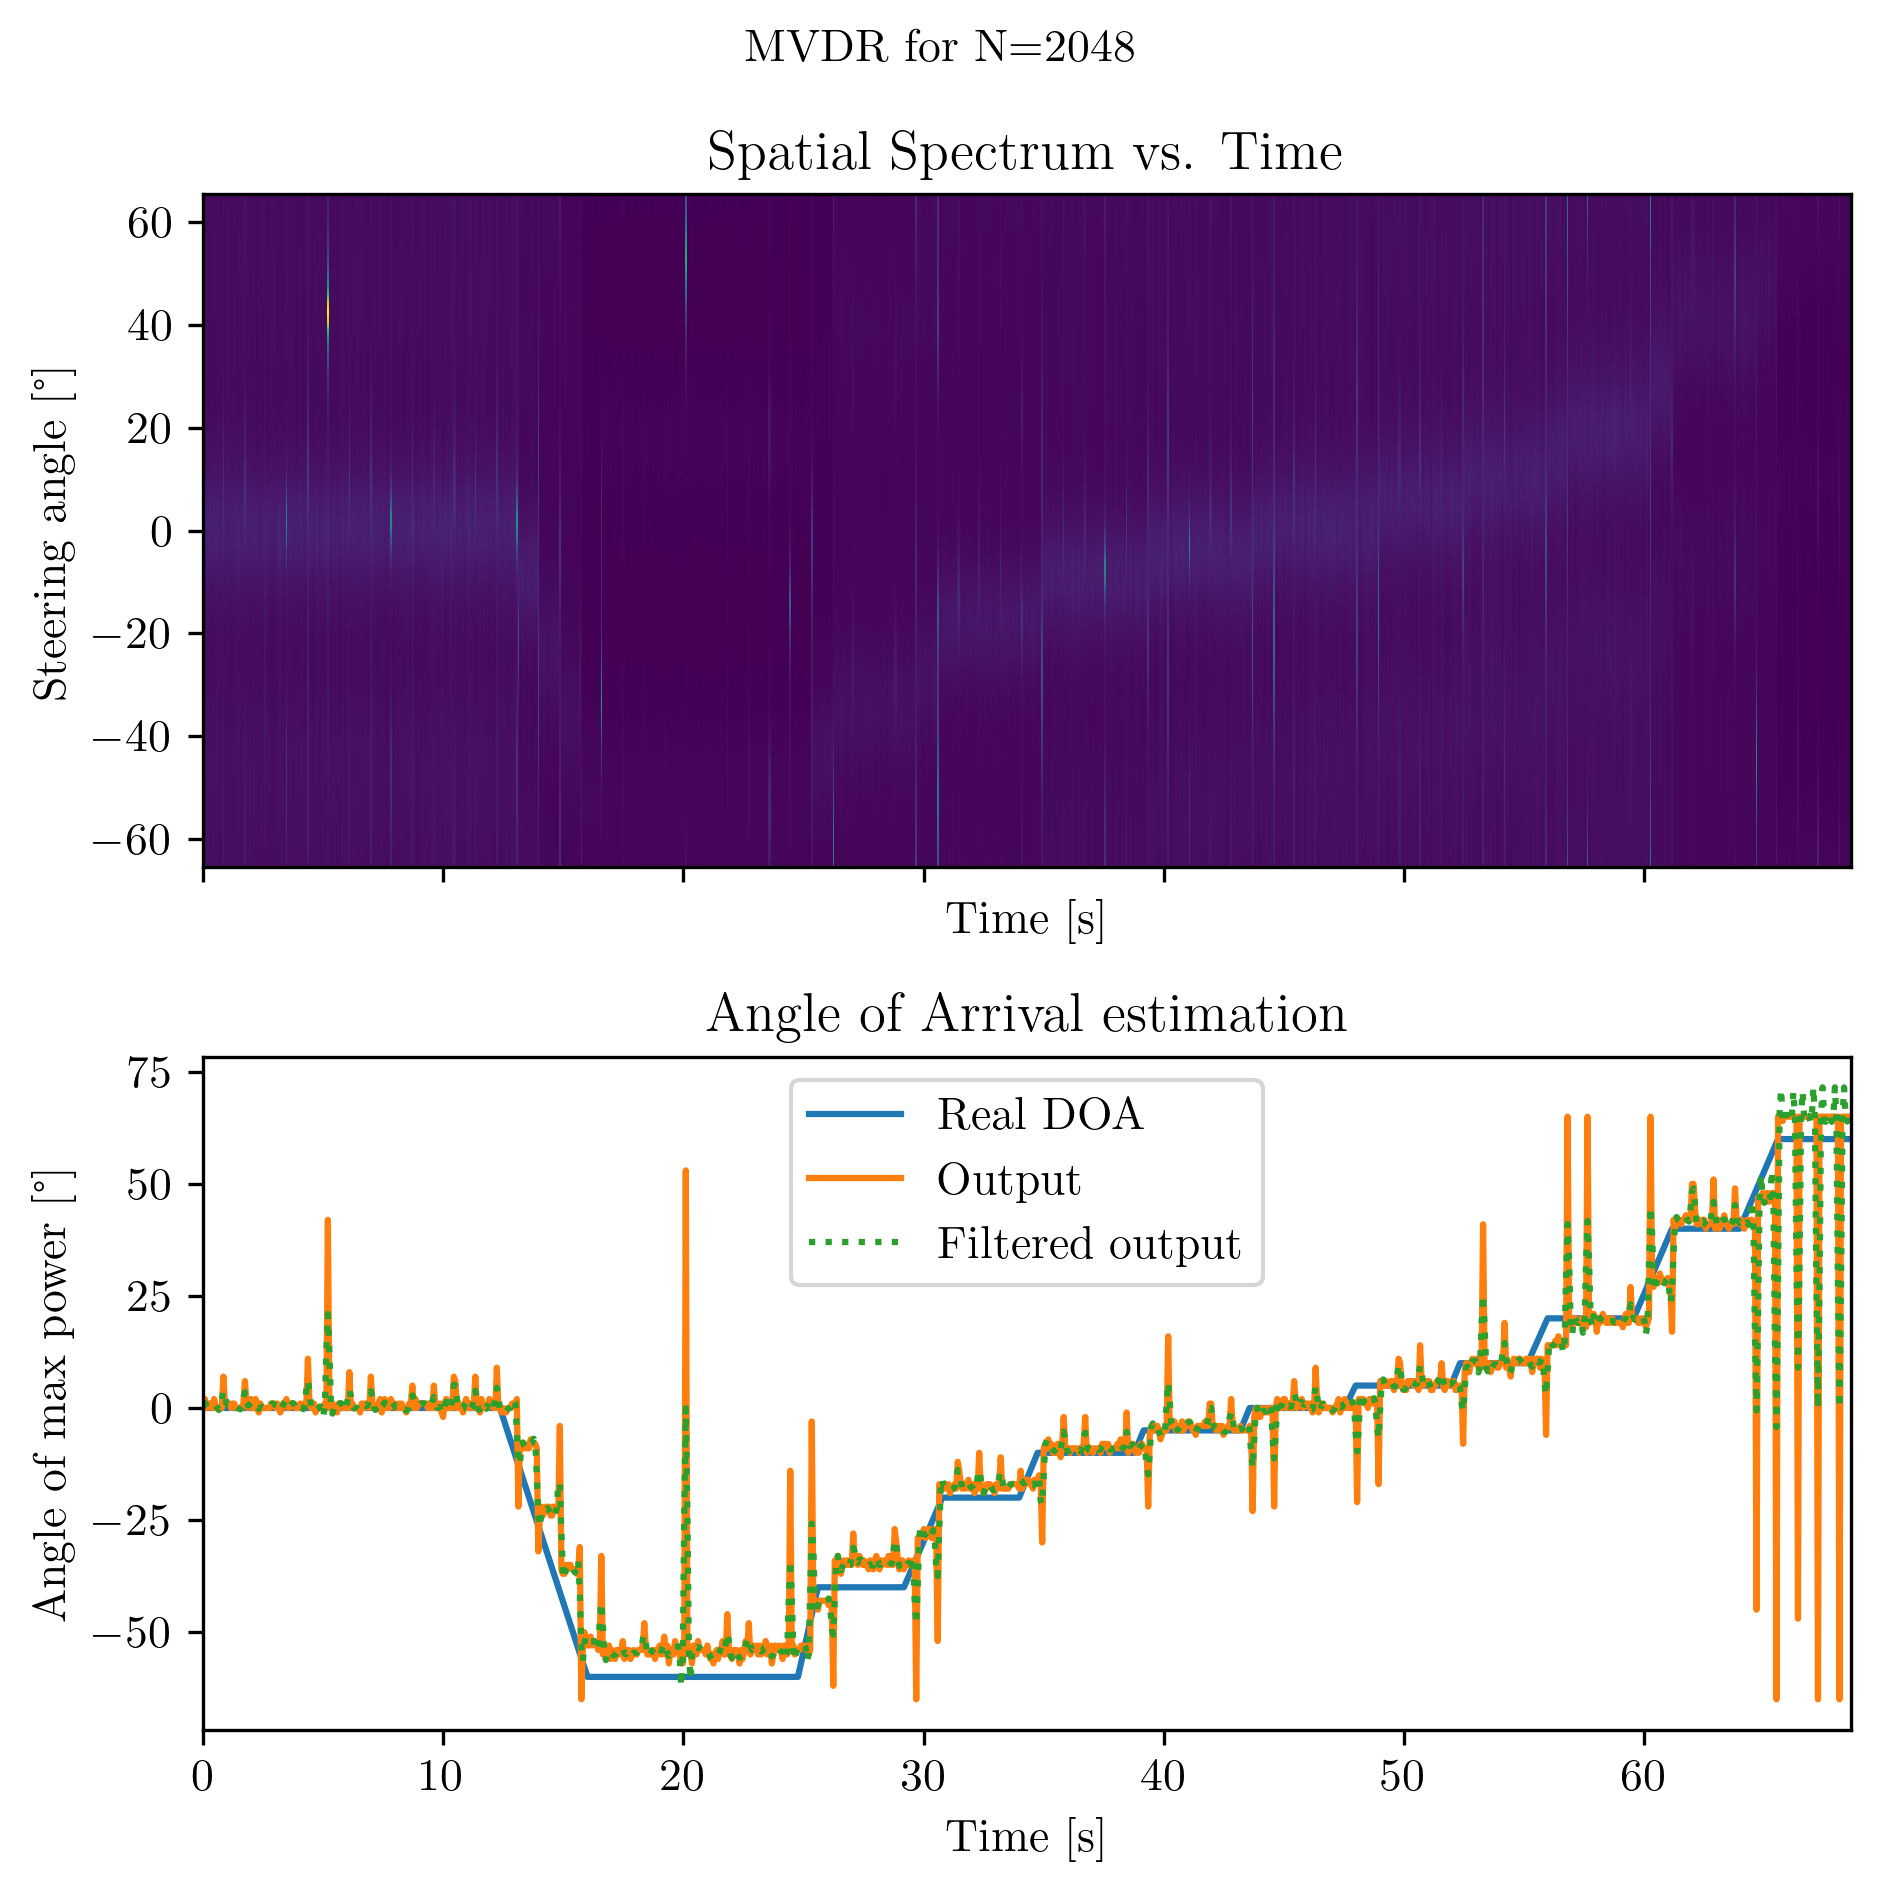 MVDR for N=2048
Spatial Spectrum vs. Time
60
40
20
0
−20
−40
−60
Steering angle [°]
Time [s]
Angle of Arrival estimation
75
50
25
0
−25
−50
Angle of max power [°]
Real DOA
Output
Filtered output
0 10 20 30 40 50 60
Time [s]